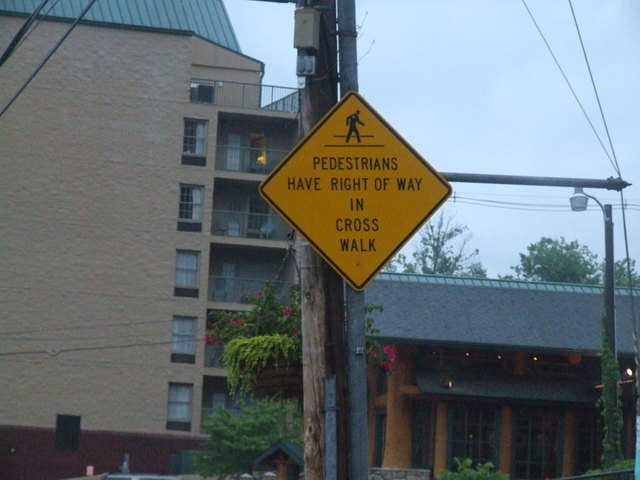 PEDESTRIANS
HAVE RIGHT OF WAY
IN
CROSS
WALK